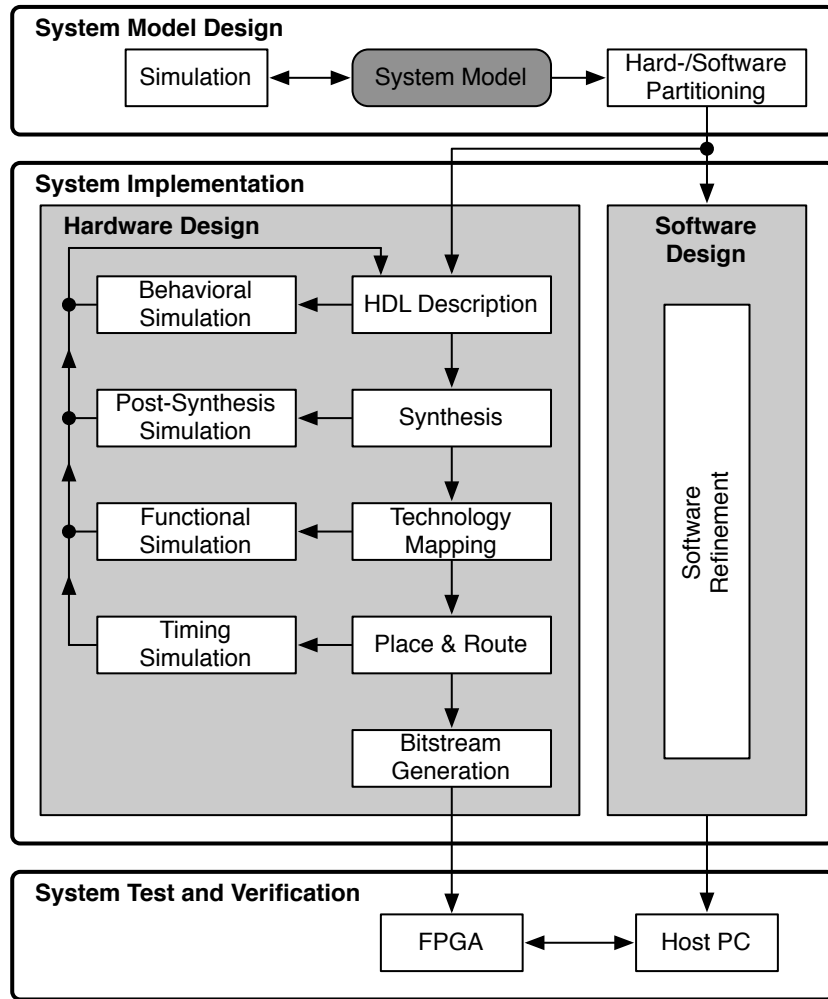 System Model Design
Simulation
System Model
Hard-/Software
Partitioning
System Implementation
Hardware Design
Software
Design
Behavioral
Simulation
HDL Description
Post-Synthesis
Simulation
Synthesis
Functional
Simulation
Technology
Mapping
Timing
Simulation
Place & Route
Bitstream
Generation
Software
Refinement
System Test and Verification
FPGA
Host PC